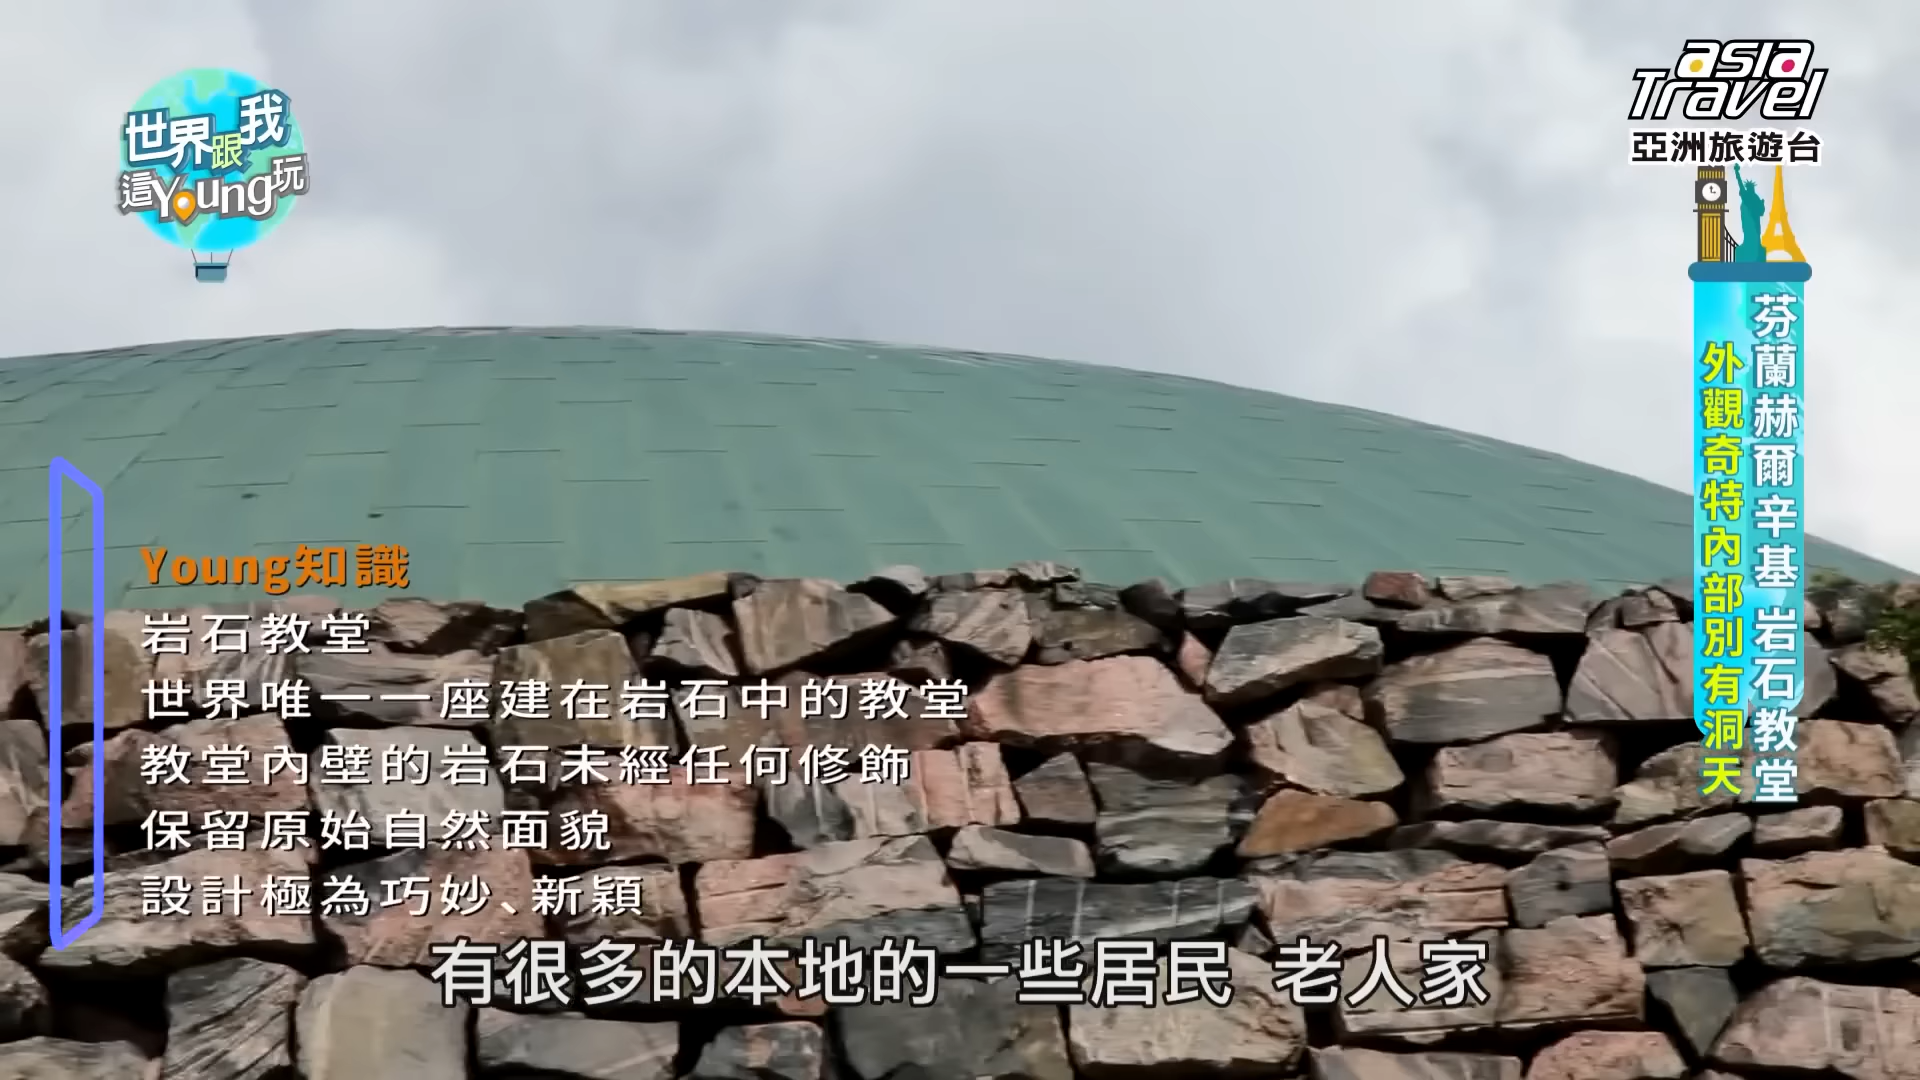 世界跟我
這Young玩
asia
Travel
亞洲旅遊台
芬蘭赫爾辛基 岩石教堂
外觀奇特內部別有洞天
Young知識
岩石教堂
世界唯一一座建在岩石中的教堂
教堂內壁的岩石未經任何修飾
保留原始自然面貌
設計極為巧妙、新穎
有很多的本地的一些居民 老人家